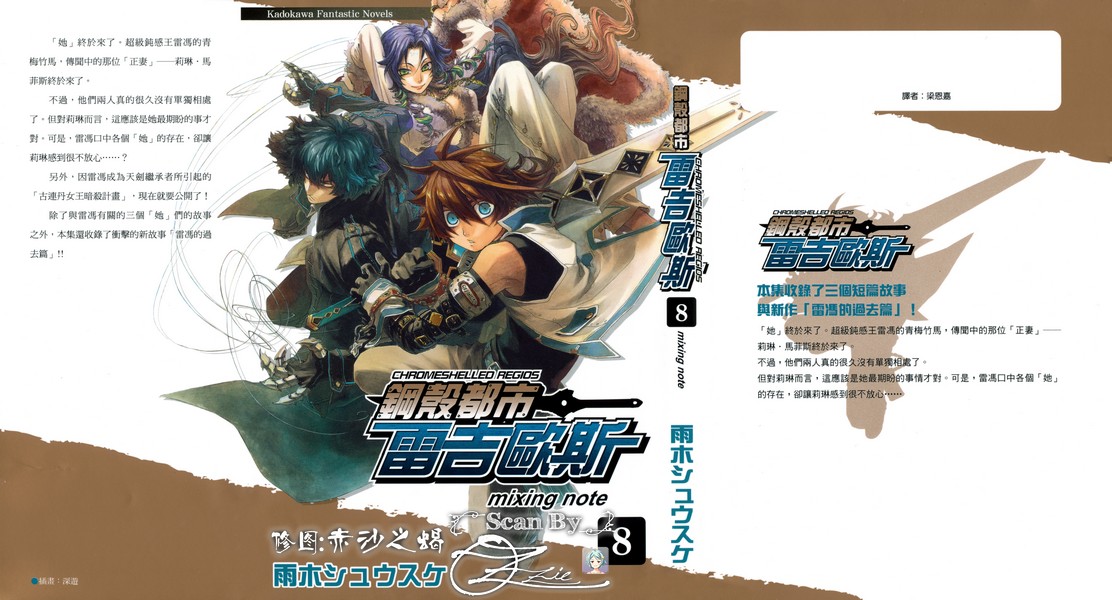 Kadokawa Fantastic Novels
「她」終於來了。超級鈍感王雷馮的青
梅竹馬，傳聞中的那位「正妻」──莉琳‧馬
菲斯終於來了。
不過，他們兩人真的很久沒有單獨相處
了。但對莉琳而言，這應該是她最期盼的事才
對。可是，雷馮口中各個「她」的存在，卻讓
莉琳感到很不放心……？
另外，因雷馮成為天劍繼承者所引起的
「古連丹女王暗殺計畫」，現在就要公開了！
除了與雷馮有關的三個「她」們的故事
之外，本集還收錄了衝擊的新故事「雷馮的過
去篇」!!
●插畫：深遊
CHROMESHELLED REGIOS
鋼殼都市
雷吉歐斯
mixing note
8
Scan By
修图:赤沙之蝎
雨木シュウスケ
鋼殼都市
雷吉歐斯
CHROMESHELLED REGIOS
8
mixing note
雨木シュウスケ
譯者：梁恩嘉
CHROMESHELLED REGIOS
鋼殼都市
雷吉歐斯
本集收錄了三個短篇故事
與新作「雷馮的過去篇」！
「她」終於來了。超級鈍感王雷馮的青梅竹馬，傳聞中的那位「正妻」──
莉琳‧馬菲斯終於來了。
不過，他們兩人真的很久沒有單獨相處了。
但對莉琳而言，這應該是她最期盼的事情才對。可是，雷馮口中各個「她」
的存在，卻讓莉琳感到很不放心……